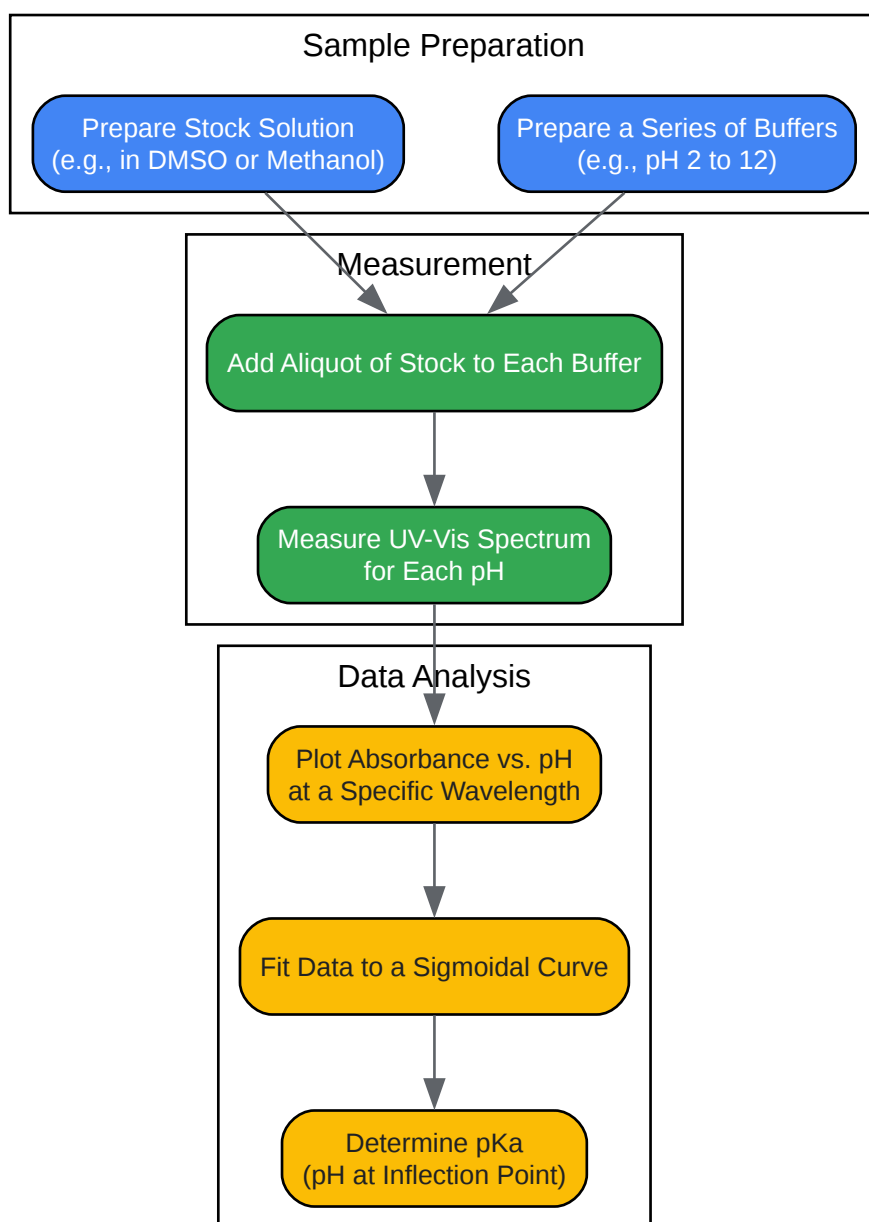 Sample Preparation
Prepare Stock Solution
(e.g., in DMSO or Methanol)
Prepare a Series of Buffers
(e.g., pH 2 to 12)
Measurement
Add Aliquot of Stock to Each Buffer
Measure UV-Vis Spectrum
for Each pH
Data Analysis
Plot Absorbance vs. pH
at a Specific Wavelength
Fit Data to a Sigmoidal Curve
Determine pKa
(pH at Inflection Point)